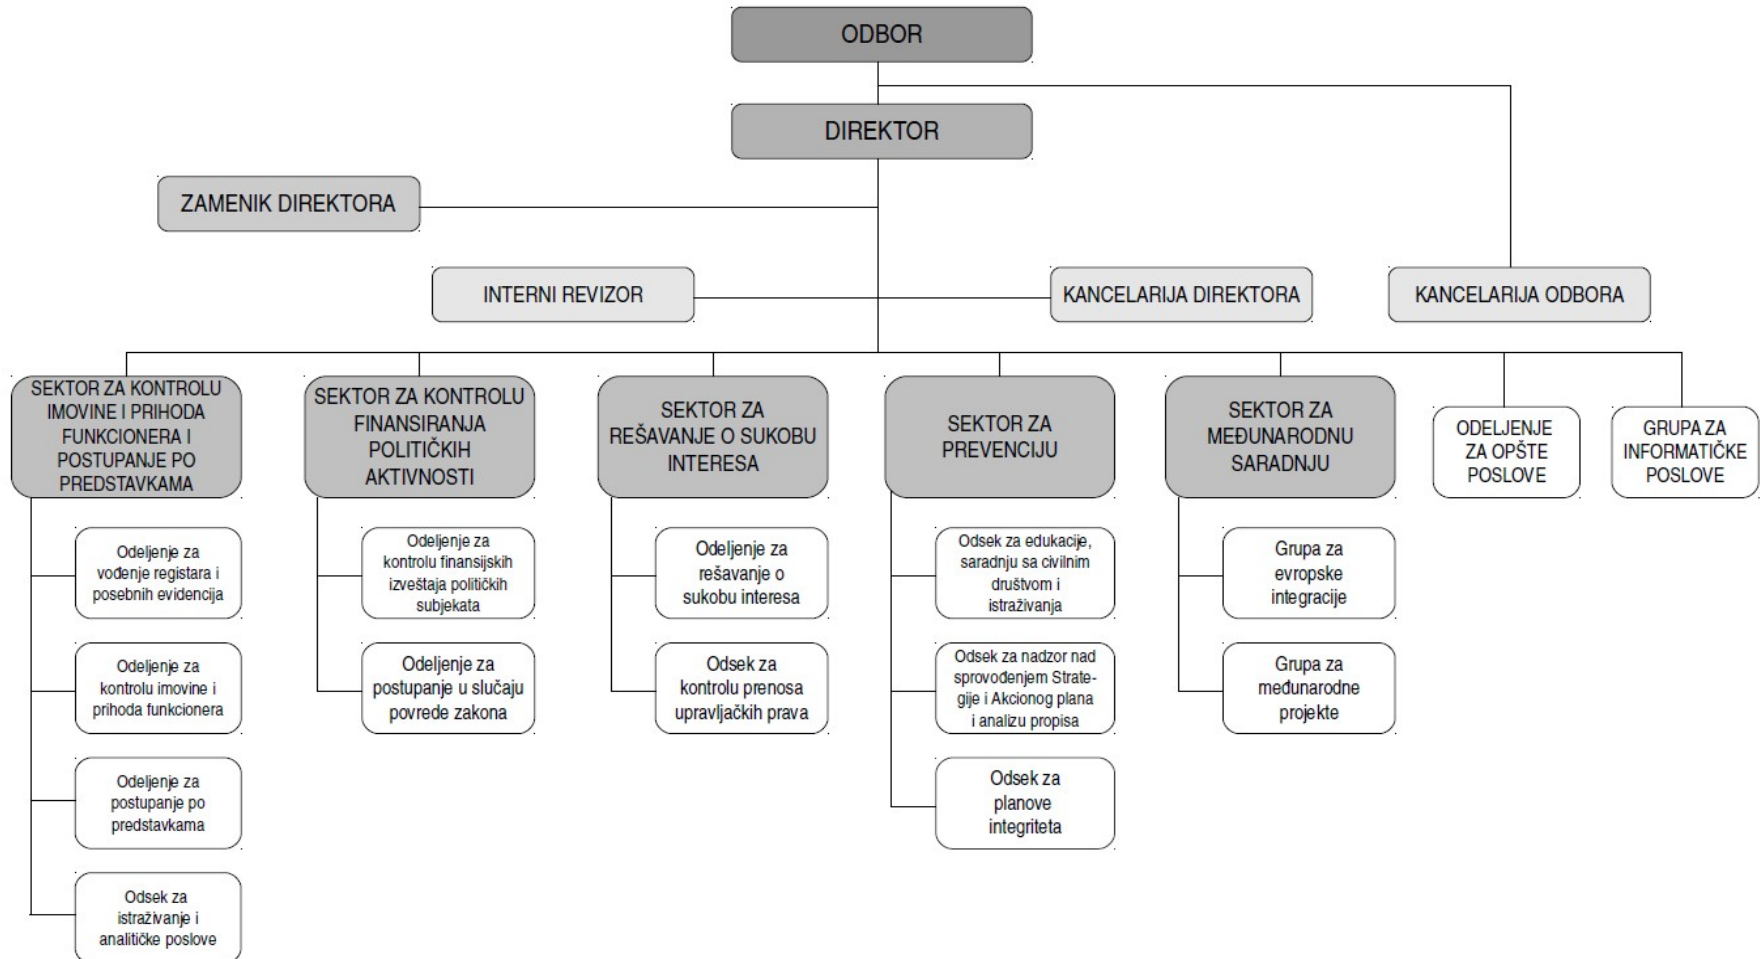 ODBOR
DIREKTOR
ZAMENIK DIREKTORA
INTERNI REVIZOR
KANCELARIJA DIREKTORA
KANCELARIJA ODBORA
SEKTOR ZA KONTROLU
IMOVINE I PRIHODA
FUNKCIONERA I
POSTUPANJE PO
PREDSTAVKAMA
SEKTOR ZA KONTROLU
FINANSIRANJA
POLITIČKIH
AKTIVNOSTI
SEKTOR ZA
REŠAVANJE O SUKOBU
INTERESA
SEKTOR ZA
PREVENCIJU
SEKTOR ZA
MEĐUNARODNU
SARADNJU
ODELJENJE
ZA OPŠTE
POSLOVE
GRUPA ZA
INFORMATIČKE
POSLOVE
Odeljenje za
vođenje registara i
posebnih evidencija
Odeljenje za
kontrolu imovine i
prihoda funkcionera
Odeljenje za
postupanje po
predstavkama
Odsek za
istraživanje i
analitičke poslove
Odeljenje za
kontrolu finansijskih
izveštaja političkih
subjekata
Odeljenje za
postupanje u slučaju
povrede zakona
Odeljenje za
rešavanje o
sukobu interesa
Odsek za
kontrolu prenosa
upravljačkih prava
Odsek za edukacije,
saradnju sa civilnim
društvom i
istraživanja
Odsek za nadzor nad
sprovođenjem Strate-
gije i Akcionog plana
i analizu propisa
Odsek za
planove
integriteta
Grupa za
evropske
integracije
Grupa za
međunarodne
projekte